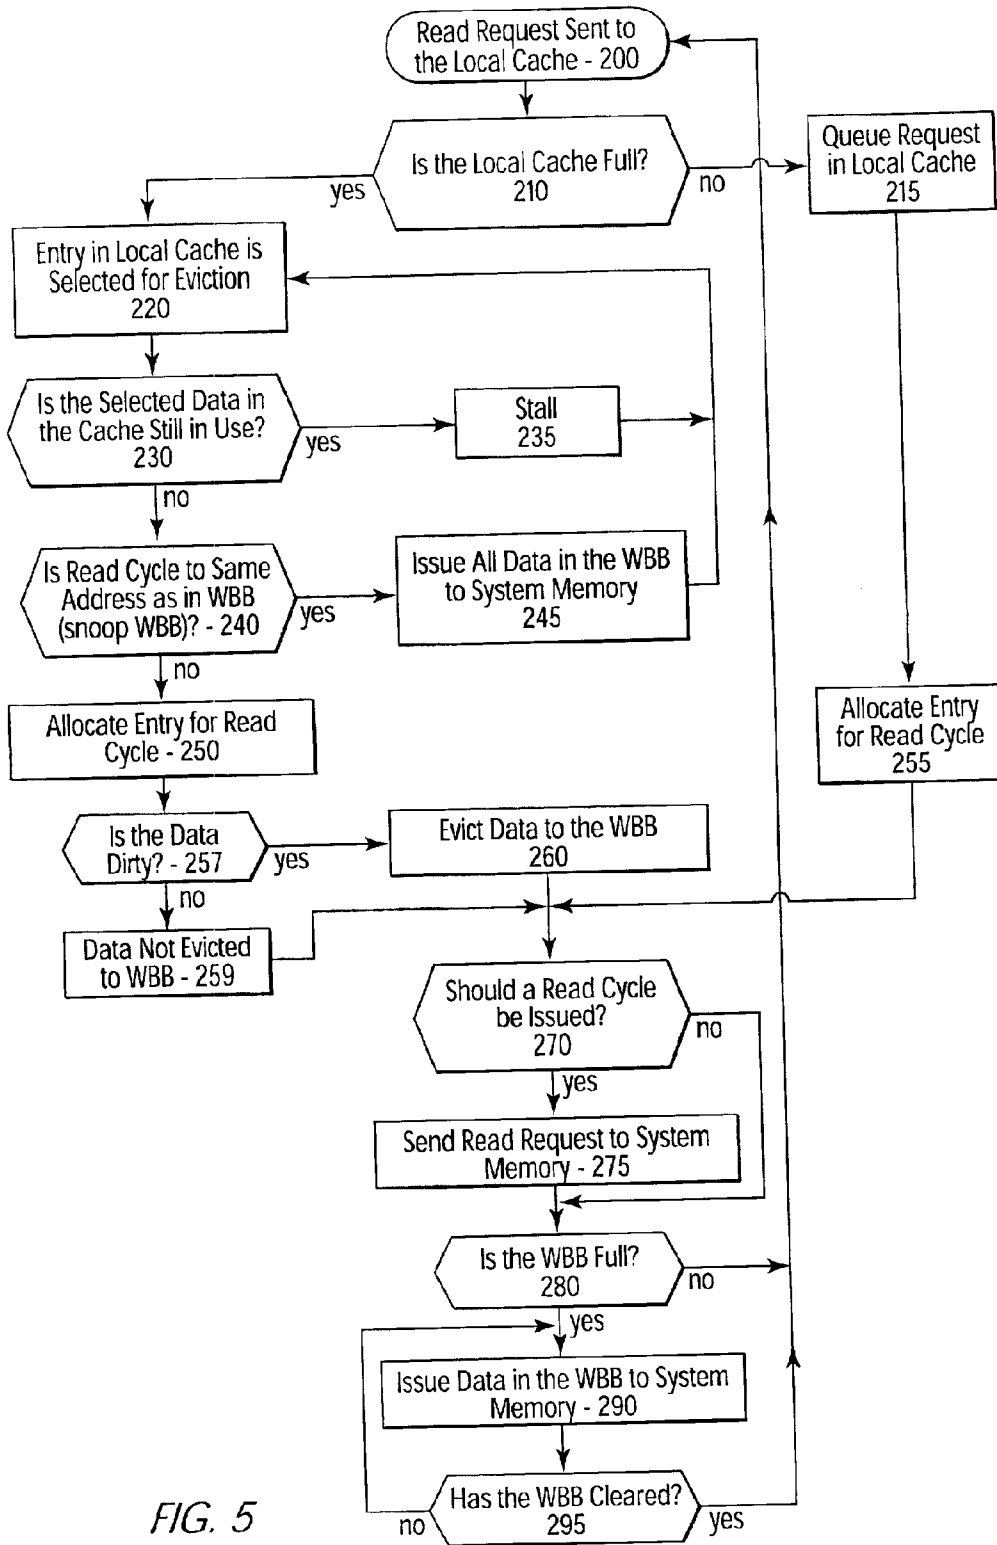 Read Request Sent to
the Local Cache - 200
Is the Local Cache Full?
210
yes
no
Queue Request
in Local Cache
215
Entry in Local Cache is
Selected for Eviction
220
Is the Selected Data in
the Cache Still in Use?
230
yes
no
Stall
235
Is Read Cycle to Same
Address as in WBB
(snoop WBB)? - 240
yes
no
Issue All Data in the WBB
to System Memory
245
Allocate Entry for Read
Cycle - 250
Allocate Entry
for Read Cycle
255
Is the Data
Dirty? - 257
yes
no
Evict Data to the WBB
260
Data Not Evicted
to WBB - 259
Should a Read Cycle
be Issued?
270
no
yes
Send Read Request to System
Memory - 275
Is the WBB Full?
280
no
yes
Issue Data in the WBB to System
Memory - 290
Has the WBB Cleared?
295
no
yes
FIG. 5